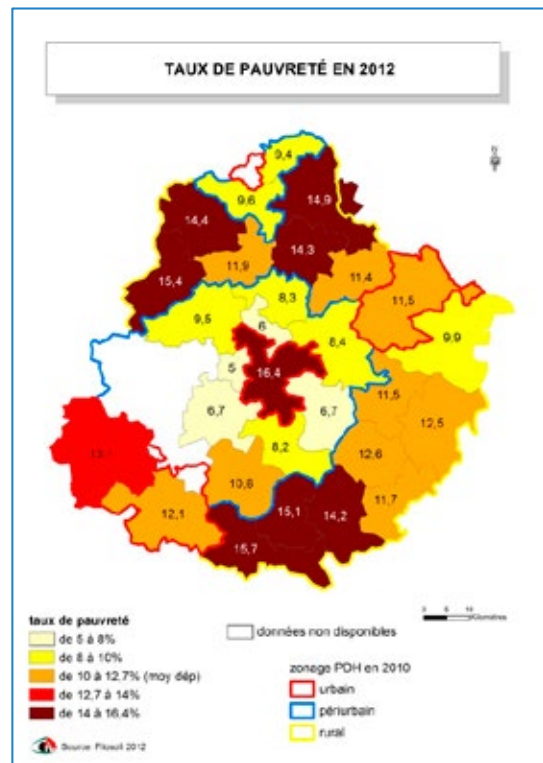 TAUX DE PAUVRETÉ EN 2012
N
9,4
9,6
14,9
14,4
14,3
11,9
11,4
15,4
8,3
11,5
9,5
6
8,4
9,9
5
16,4
11,5
6,7
6,7
12,5
8,2
12,6
10,8
15,1
14,2
11,7
12,1
15,7
taux de pauvreté
de 5 à 8%
de 8 à 10%
de 10 à 12,7% (moy dép)
de 12,7 à 14%
de 14 à 16,4%
données non disponibles
zonage PDH en 2010
urbain
périurbain
rural
Kilomètres
Source Filosofi 2012